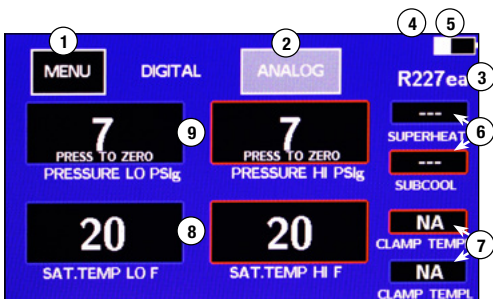 4 5
1 2
MENU DIGITAL ANALOG
R227ea 3
7 9 7 ---
PRESS TO ZERO PRESS TO ZERO SUPERHEAT 6
PRESSURE LO PSIg PRESSURE HI PSIg ---
SUBCOOL
20 8 20 NA
CLAMP TEMPL 7
SAT.TEMP LO F SAT.TEMP HI F NA
CLAMP TEMPL